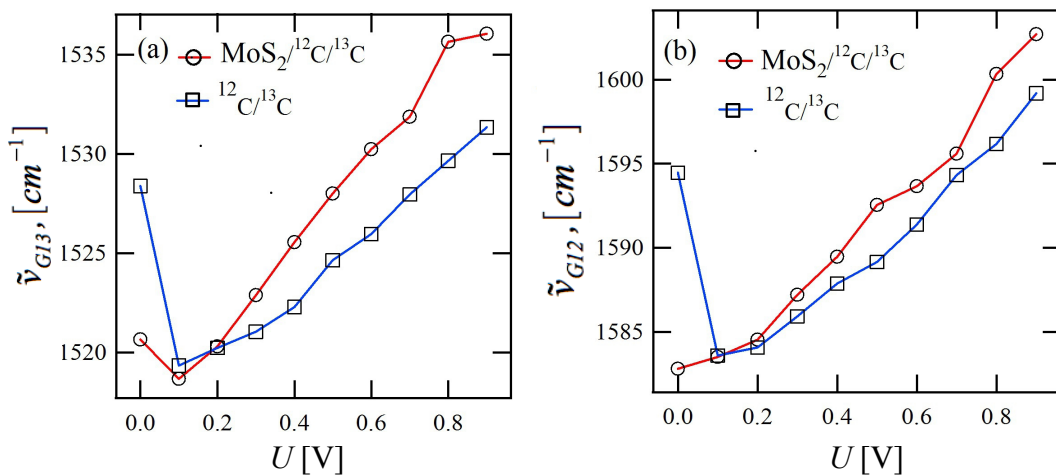 (a)
MoS₂/¹²C/¹³C
¹²C/¹³C
1535
1530
1525
1520
ṽ_G13, [cm⁻¹]
0.0 0.2 0.4 0.6 0.8
U [V]
(b)
MoS₂/¹²C/¹³C
¹²C/¹³C
1600
1595
1590
1585
ṽ_G12, [cm⁻¹]
0.0 0.2 0.4 0.6 0.8
U [V]